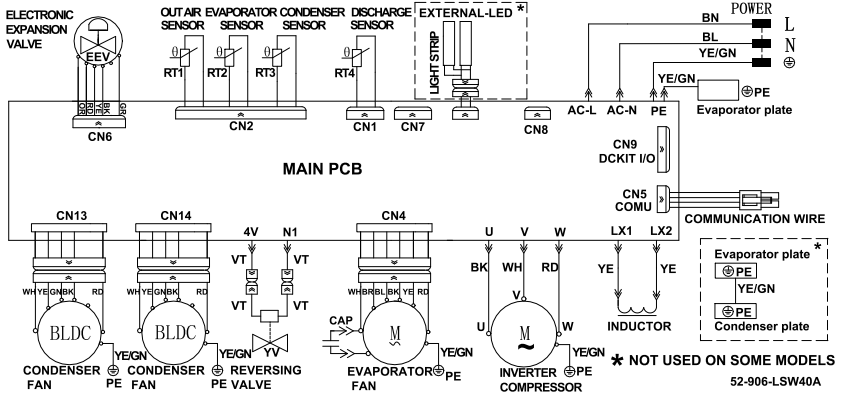 ELECTRONIC
EXPANSION
VALVE
EEV
OR RD YE BK GR
CN6
OUT AIR SENSOR
EVAPORATOR SENSOR
CONDENSER SENSOR
DISCHARGE SENSOR
θ RT1
θ RT2
θ RT3
θ RT4
CN2
CN1
CN7
EXTERNAL-LED *
LIGHT STRIP
CN8
POWER
BN L
BL N
YE/GN
YE/GN
PE
Evaporator plate
AC-L AC-N PE
MAIN PCB
CN9
DCKIT I/O
CN5
COMU
COMMUNICATION WIRE
CN13 CN14 4V N1 CN4 U V W LX1 LX2
VT VT
BK WH RD
YE YE
Evaporator plate *
PE
YE/GN
PE
Condenser plate
WH YE GN BK RD
WH YE GN BK RD
VT VT
WH BR BL BK YE RD
BLDC
BLDC
YV
CAP
M
~
V
U W
M
~
INDUCTOR
YE/GN
YE/GN
YE/GN
YE/GN
CONDENSER
FAN
PE
CONDENSER
FAN
PE
REVERSING
VALVE
EVAPORATOR
FAN
PE
INVERTER
COMPRESSOR
PE
* NOT USED ON SOME MODELS
52-906-LSW40A